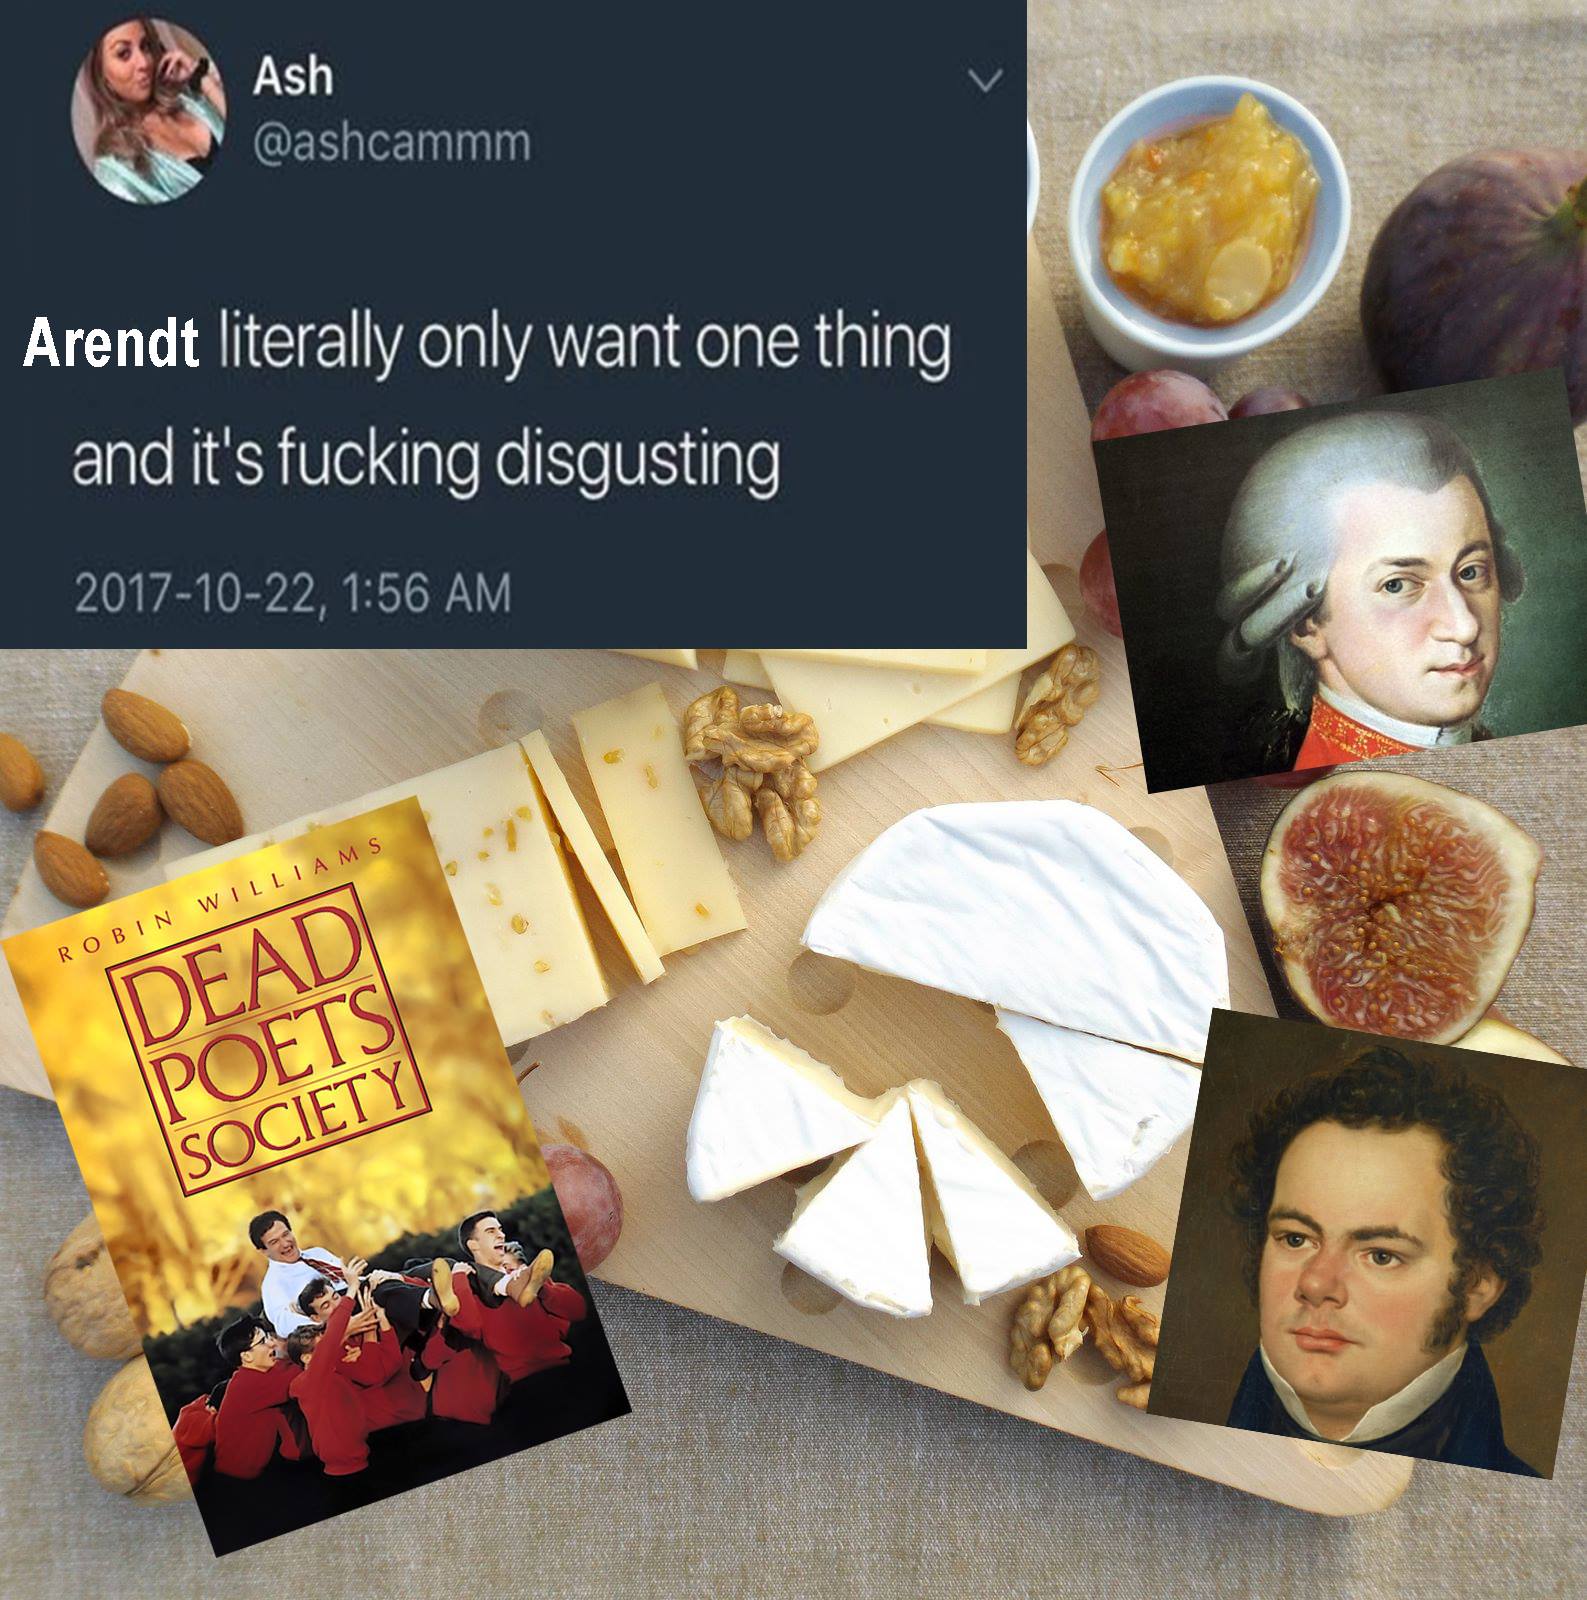 Ash
@ashcammm
Arendt literally only want one thing
and it's fucking disgusting
2017-10-22, 1:56 AM
ROBIN WILLIAMS
DEAD
POETS
SOCIETY